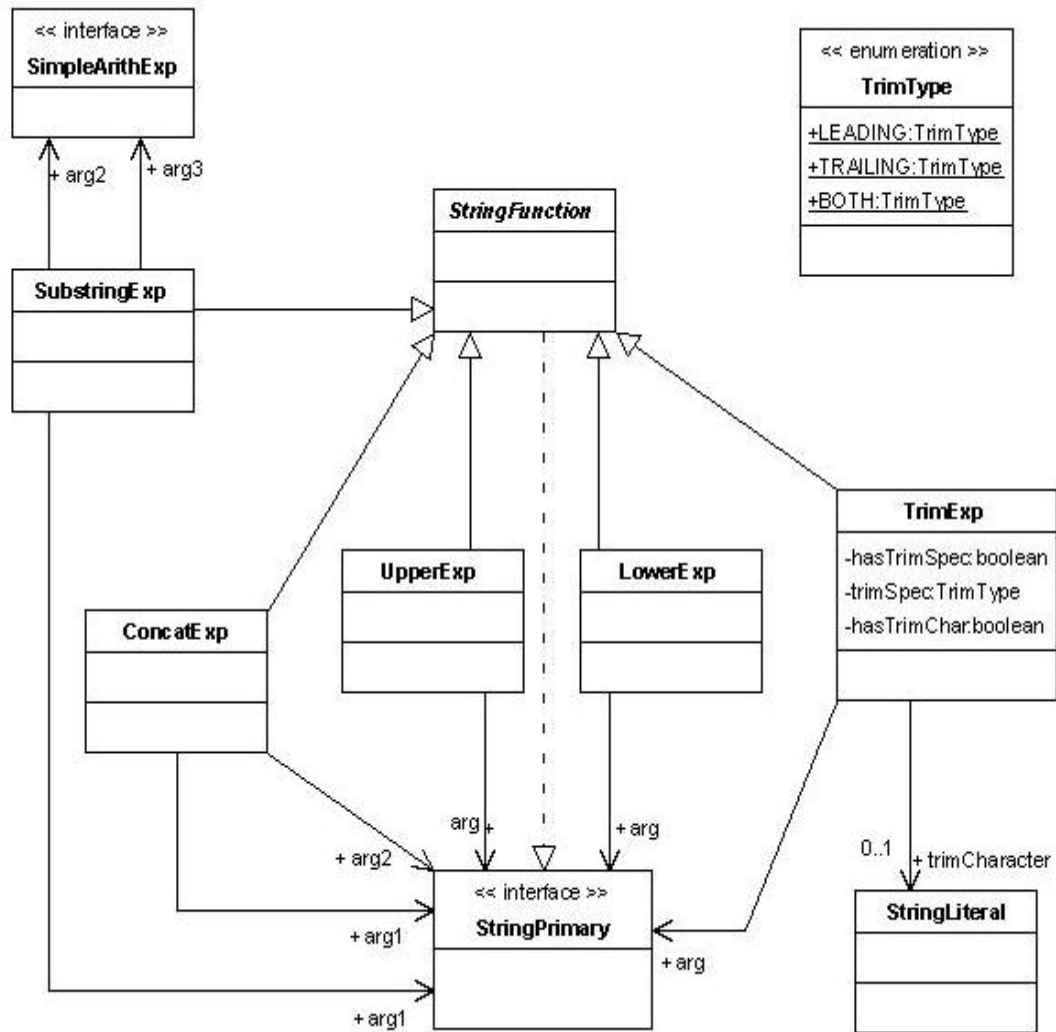 << interface >>
SimpleArithExp
<< enumeration >>
TrimType
+LEADING:TrimType
+TRAILING:TrimType
+BOTH:TrimType
+ arg2
+ arg3
StringFunction
SubstringExp
TrimExp
-hasTrimSpec:boolean
-trimSpec:TrimType
-hasTrimChar:boolean
UpperExp
LowerExp
ConcatExp
arg +
+ arg
+ arg2
0..1
+ trimCharacter
<< interface >>
StringPrimary
StringLiteral
+ arg1
+ arg
+ arg1